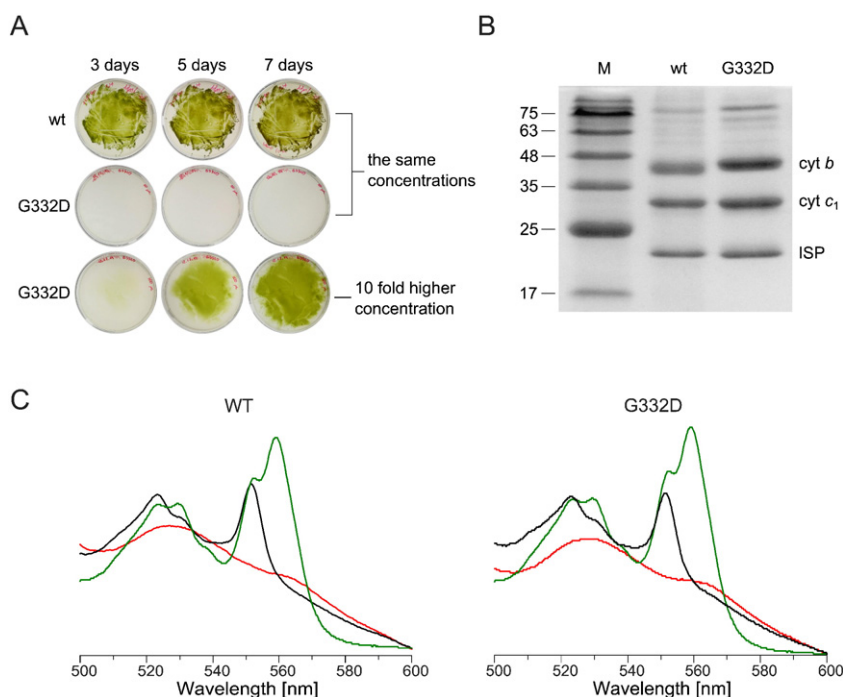 A
3 days 5 days 7 days
wt
G332D
G332D
the same
concentrations
10 fold higher
concentration
B
M wt G332D
75
63
48
35
25
17
cyt b
cyt c₁
ISP
C
WT
500 520 540 560 580 600
Wavelength [nm]
G332D
500 520 540 560 580 600
Wavelength [nm]